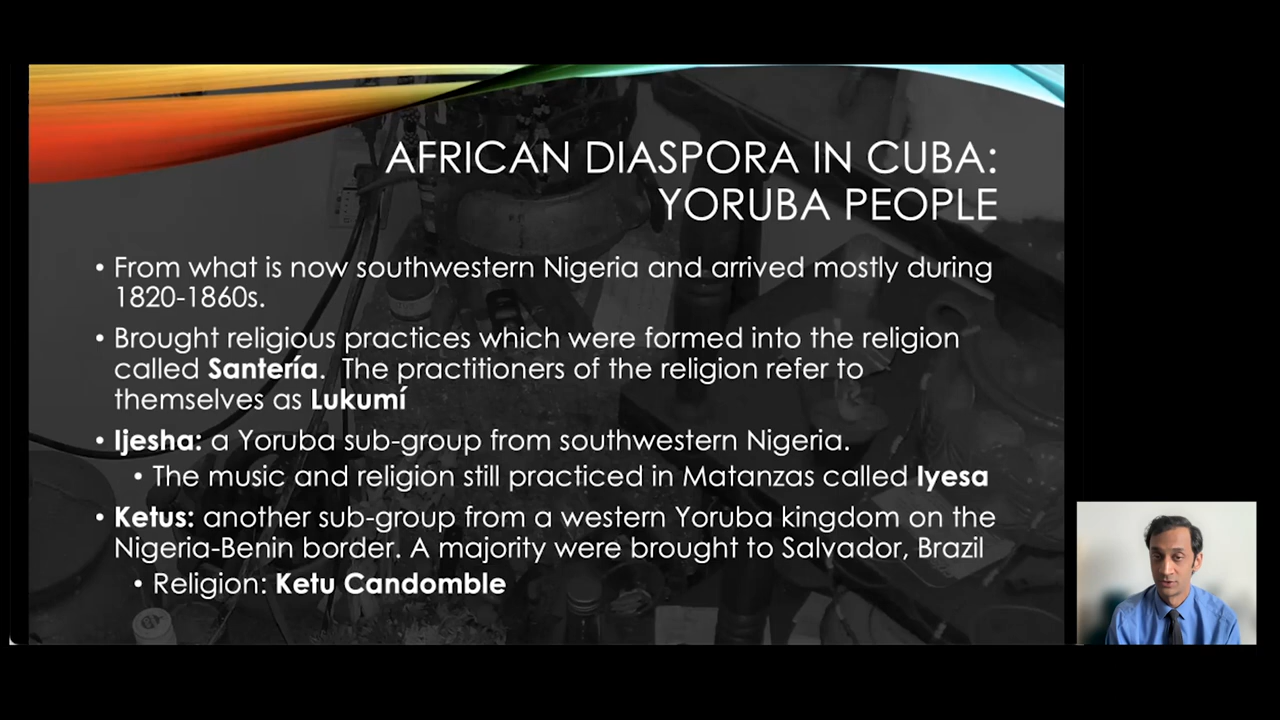 AFRICAN DIASPORA IN CUBA:
YORUBA PEOPLE
• From what is now southwestern Nigeria and arrived mostly during
1820-1860s.
• Brought religious practices which were formed into the religion
called Santería.  The practitioners of the religion refer to
themselves as Lukumí
• Ijesha: a Yoruba sub-group from southwestern Nigeria.
• The music and religion still practiced in Matanzas called Iyesa
• Ketus: another sub-group from a western Yoruba kingdom on the
Nigeria-Benin border. A majority were brought to Salvador, Brazil
• Religion: Ketu Candomble